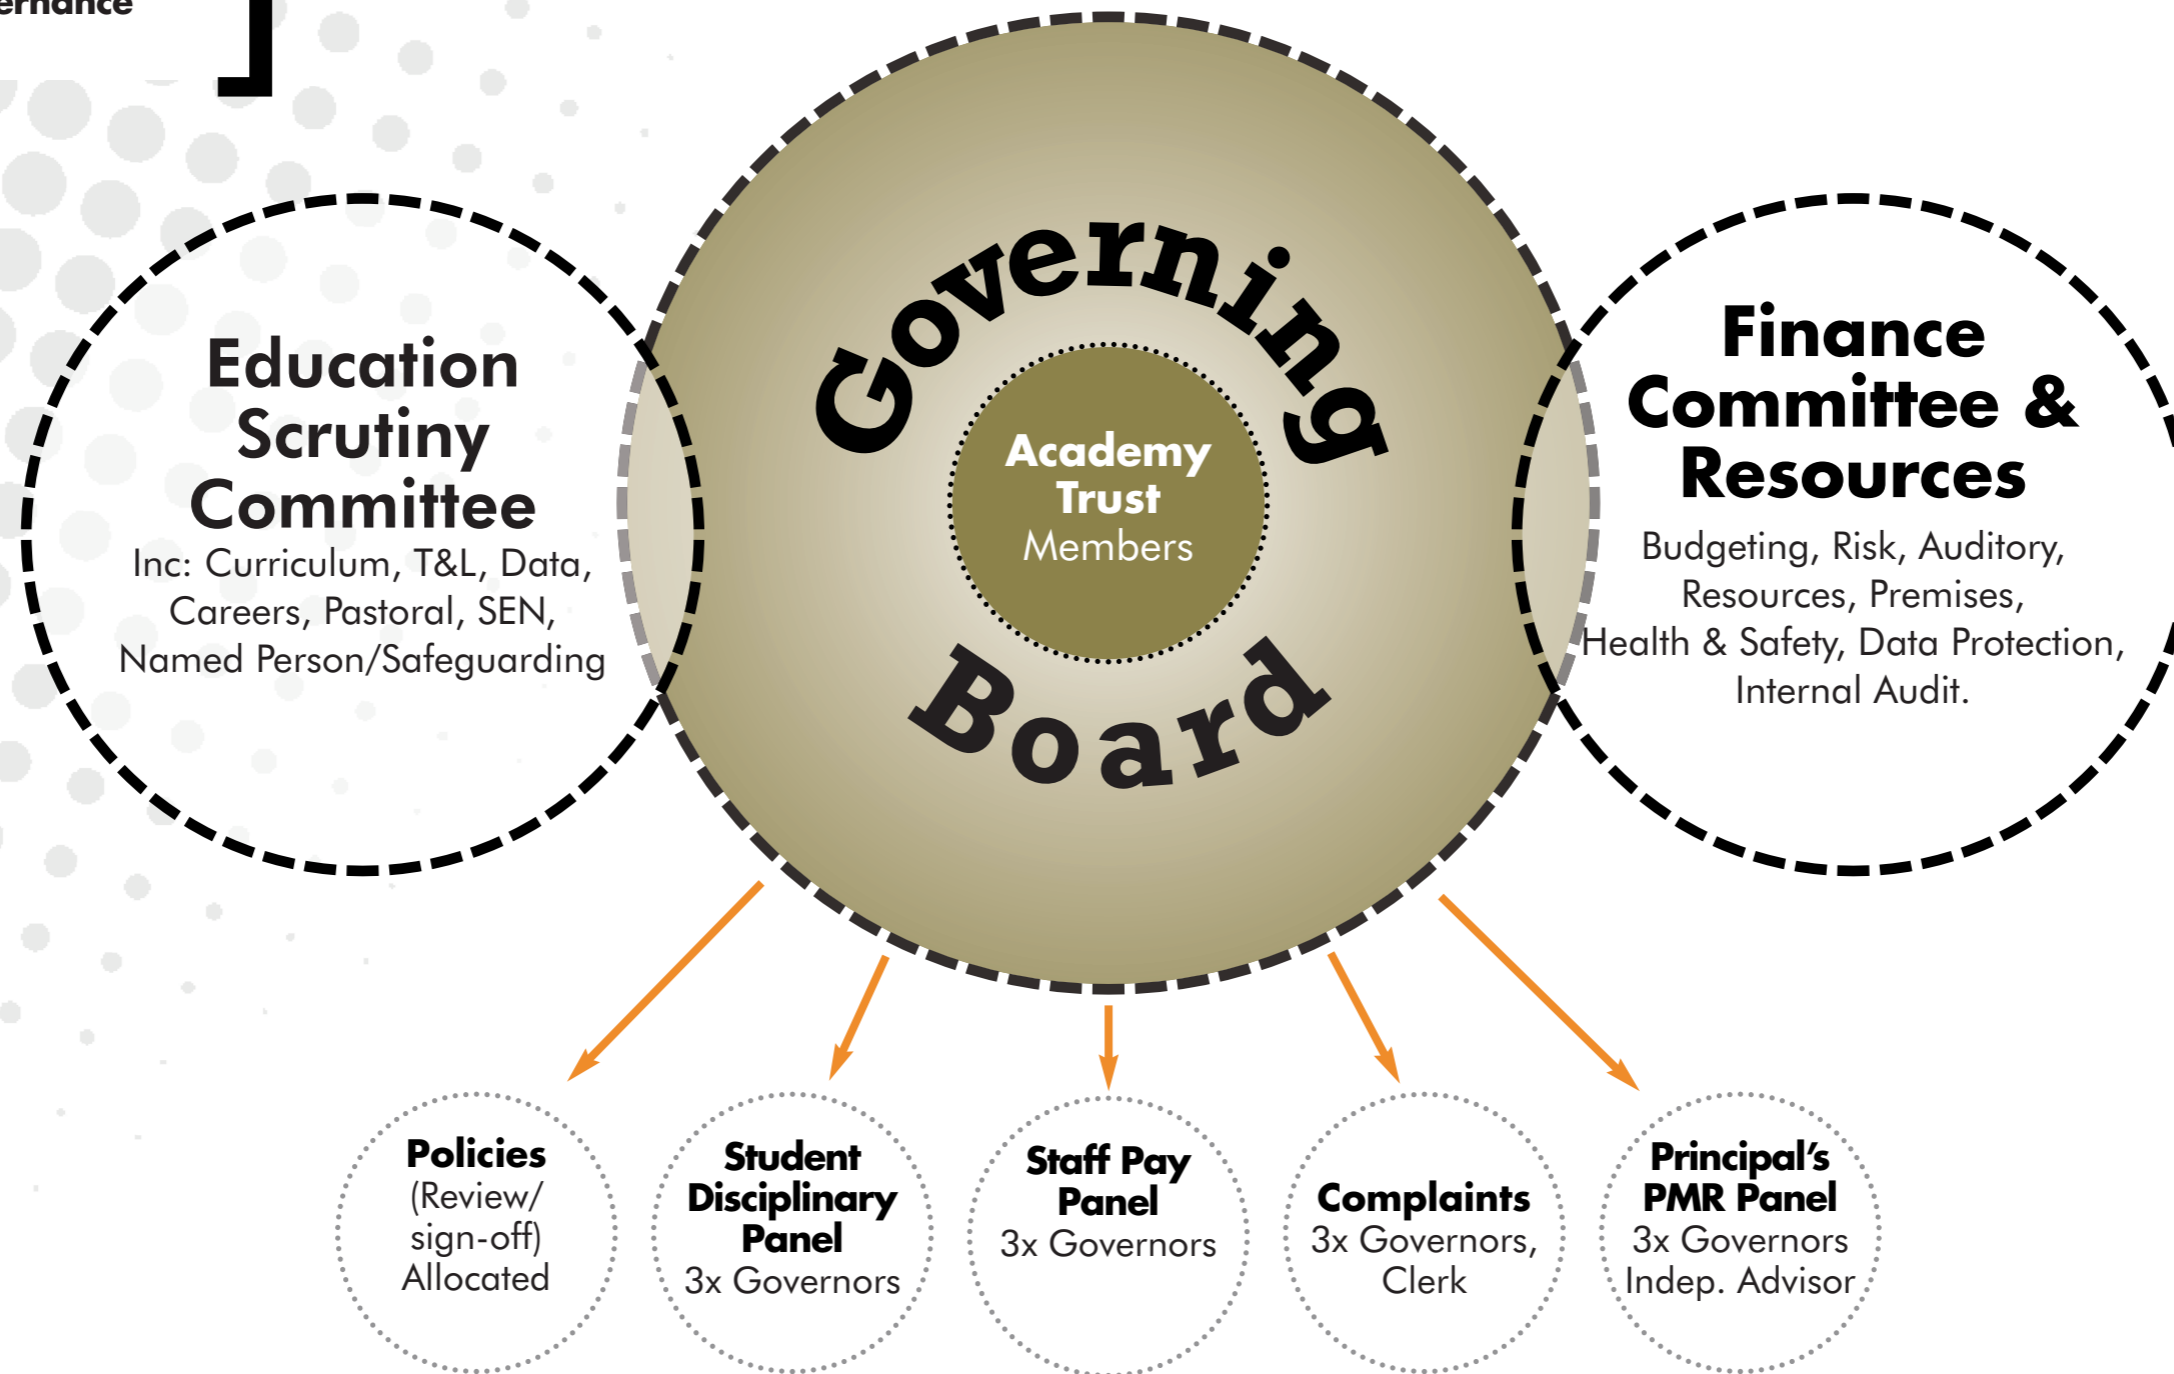 Governing
Board
Academy
Trust
Members
Education
Scrutiny
Committee
Inc: Curriculum, T&L, Data,
Careers, Pastoral, SEN,
Named Person/Safeguarding
Finance
Committee &
Resources
Budgeting, Risk, Auditory,
Resources, Premises,
Health & Safety, Data Protection,
Internal Audit.
Policies
(Review/
sign-off)
Allocated
Student
Disciplinary
Panel
3x Governors
Staff Pay
Panel
3x Governors
Complaints
3x Governors,
Clerk
Principal’s
PMR Panel
3x Governors
Indep. Advisor